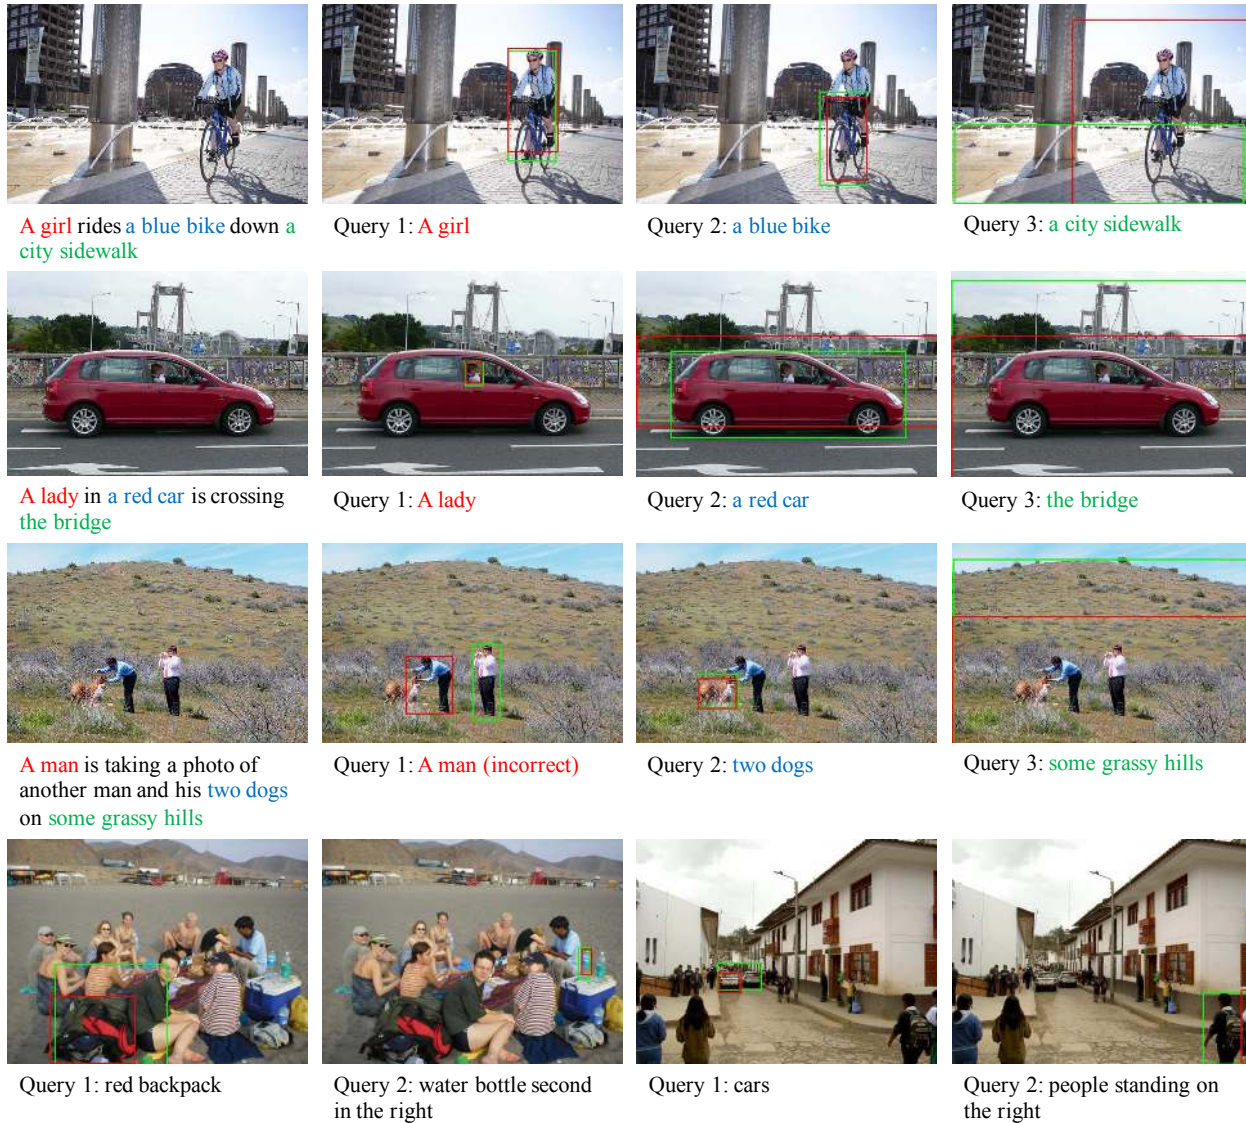 A girl rides a blue bike down a
city sidewalk
Query 1: A girl
Query 2: a blue bike
Query 3: a city sidewalk
A lady in a red car is crossing
the bridge
Query 1: A lady
Query 2: a red car
Query 3: the bridge
A man is taking a photo of
another man and his two dogs
on some grassy hills
Query 1: A man (incorrect)
Query 2: two dogs
Query 3: some grassy hills
Query 1: red backpack
Query 2: water bottle second
in the right
Query 1: cars
Query 2: people standing on
the right